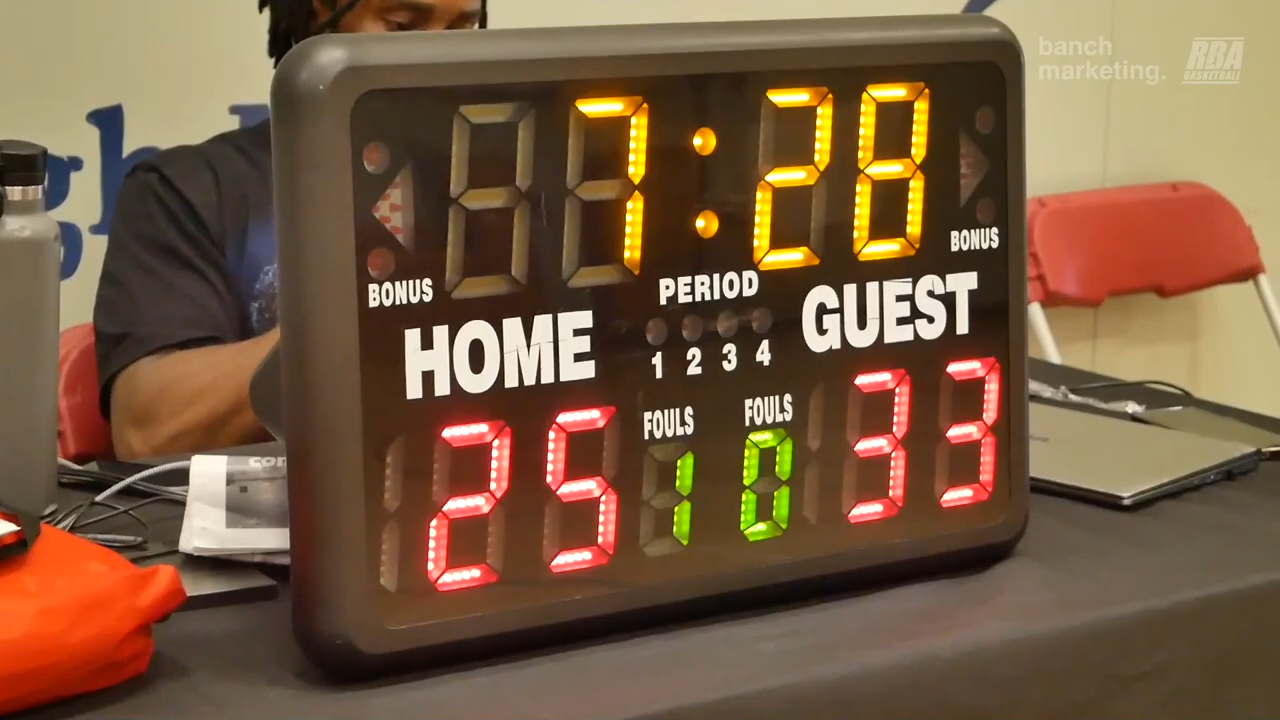 banch
marketing.
RBA
BASKETBALL
gh
7:28
BONUS
BONUS
PERIOD
HOME
GUEST
1 2 3 4
FOULS
FOULS
25
1
0
33